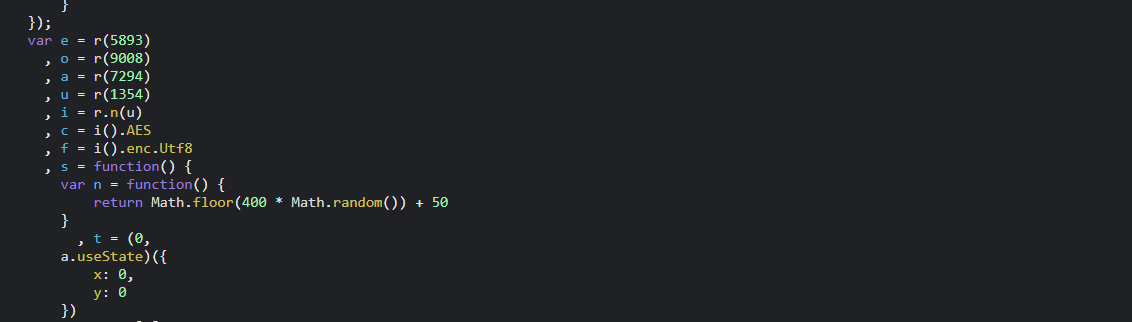 }
});
var e = r(5893)
, o = r(9008)
, a = r(7294)
, u = r(1354)
, i = r.n(u)
, c = i().AES
, f = i().enc.Utf8
, s = function() {
var n = function() {
return Math.floor(400 * Math.random()) + 50
}
, t = (0,
a.useState)({
x: 0,
y: 0
})